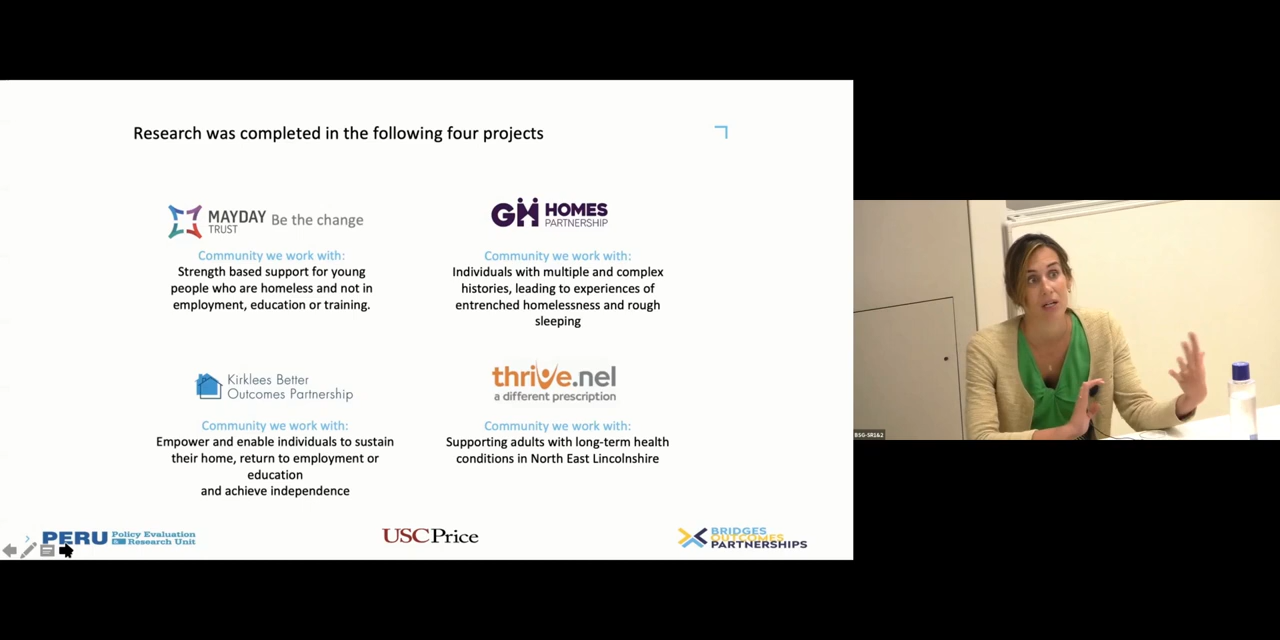 Research was completed in the following four projects
MAYDAY
TRUST
Be the change
Community we work with:
Strength based support for young
people who are homeless and not in
employment, education or training.
GM HOMES
PARTNERSHIP
Community we work with:
Individuals with multiple and complex
histories, leading to experiences of
entrenched homelessness and rough
sleeping
Kirklees Better
Outcomes Partnership
Community we work with:
Empower and enable individuals to sustain
their home, return to employment or
education
and achieve independence
thrive.nel
a different prescription
Community we work with:
Supporting adults with long-term health
conditions in North East Lincolnshire
PERU Policy Evaluation
& Research Unit
USC Price
BRIDGES
OUTCOMES
PARTNERSHIPS
BSG-SR1&2